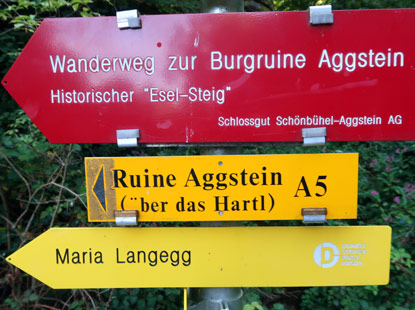 Wanderweg zur Burgruine Aggstein
Historischer "Esel-Steig"
Schlossgut Schönbühel-Aggstein AG
Ruine Aggstein
(über das Hartl)
A5
Maria Langegg